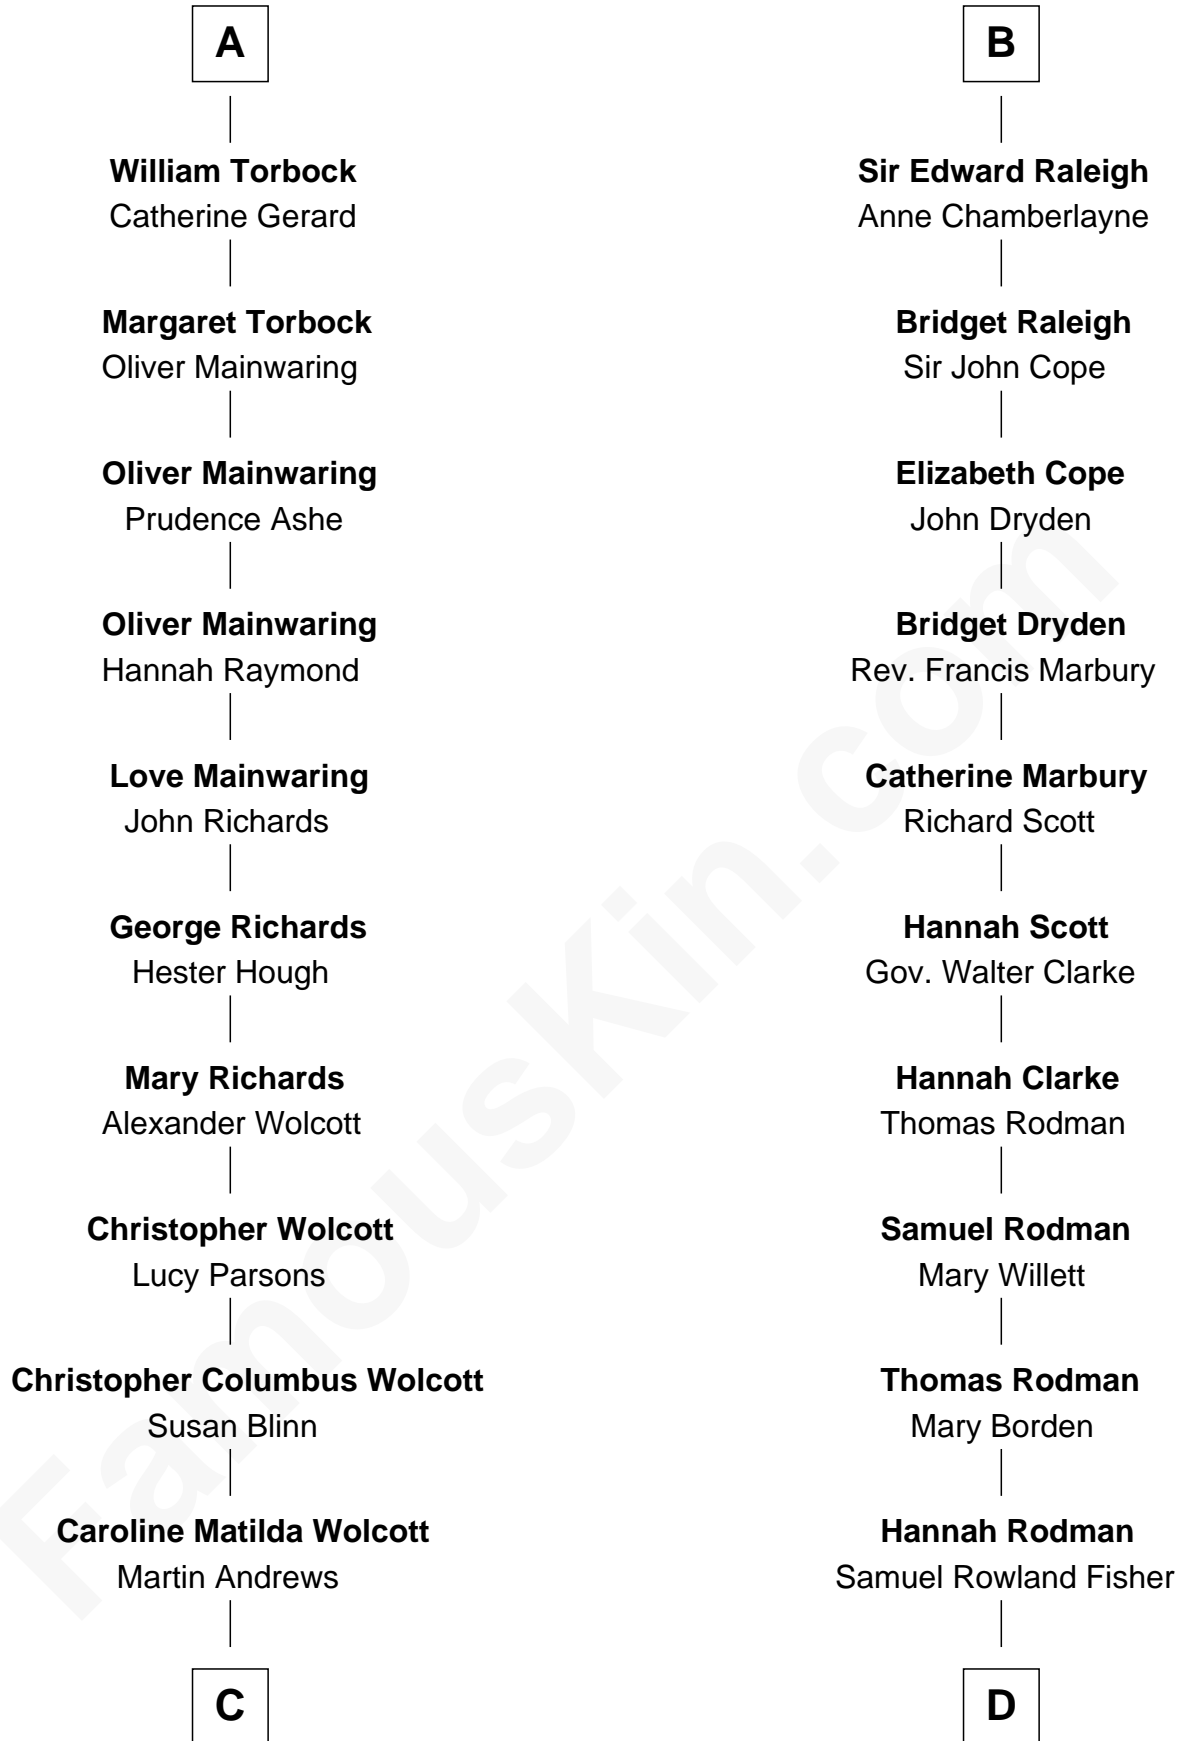 A
William Torbock
Catherine Gerard
Margaret Torbock
Oliver Mainwaring
Oliver Mainwaring
Prudence Ashe
Oliver Mainwaring
Hannah Raymond
Love Mainwaring
John Richards
George Richards
Hester Hough
Mary Richards
Alexander Wolcott
Christopher Wolcott
Lucy Parsons
Christopher Columbus Wolcott
Susan Blinn
Caroline Matilda Wolcott
Martin Andrews
C
B
Sir Edward Raleigh
Anne Chamberlayne
Bridget Raleigh
Sir John Cope
Elizabeth Cope
John Dryden
Bridget Dryden
Rev. Francis Marbury
Catherine Marbury
Richard Scott
Hannah Scott
Gov. Walter Clarke
Hannah Clarke
Thomas Rodman
Samuel Rodman
Mary Willett
Thomas Rodman
Mary Borden
Hannah Rodman
Samuel Rowland Fisher
D
FamousKin.com